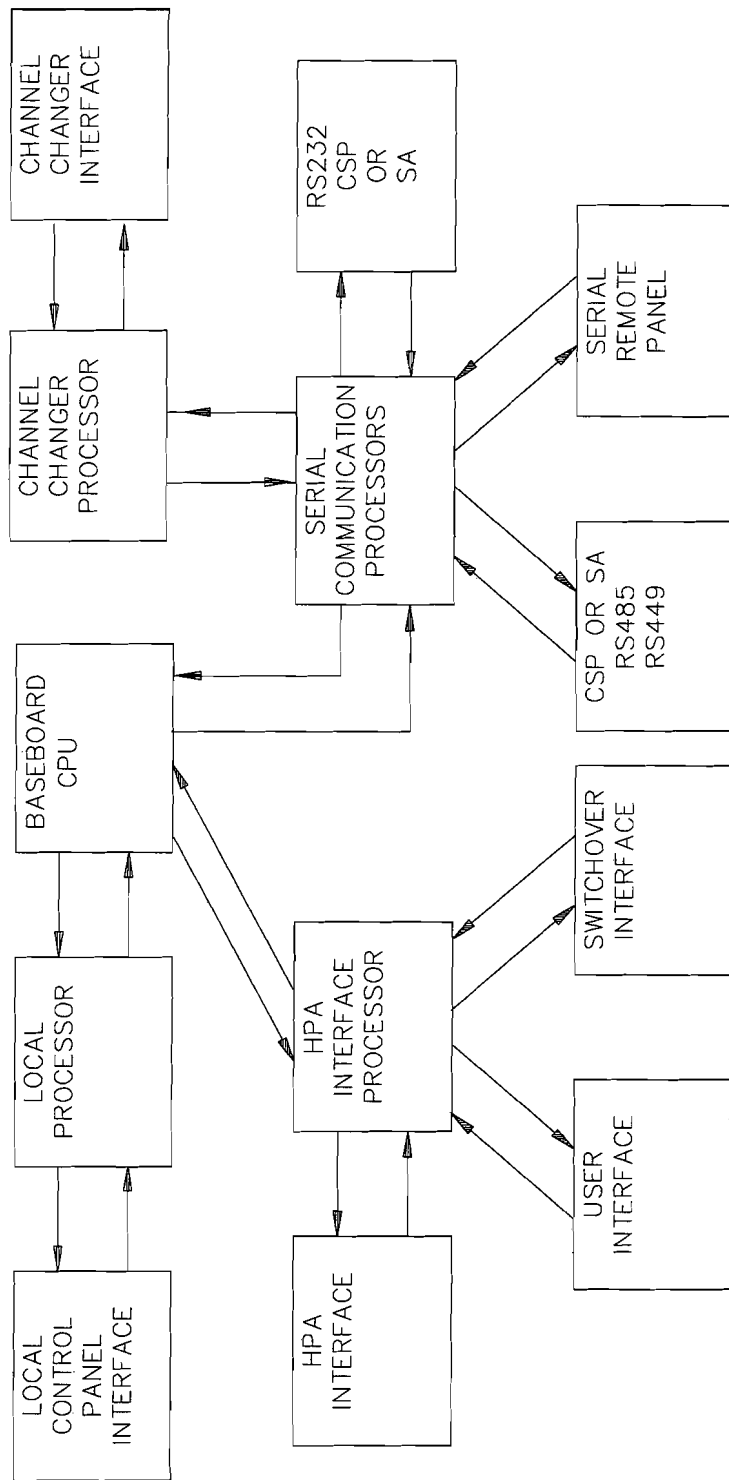 LOCAL
CONTROL
PANEL
INTERFACE
LOCAL
PROCESSOR
BASEBOARD
CPU
CHANNEL
CHANGER
PROCESSOR
CHANNEL
CHANGER
INTERFACE
HPA
INTERFACE
HPA
INTERFACE
PROCESSOR
SERIAL
COMMUNICATION
PROCESSORS
RS232
CSP
OR
SA
USER
INTERFACE
SWITCHOVER
INTERFACE
CSP OR SA
RS485
RS449
SERIAL
REMOTE
PANEL